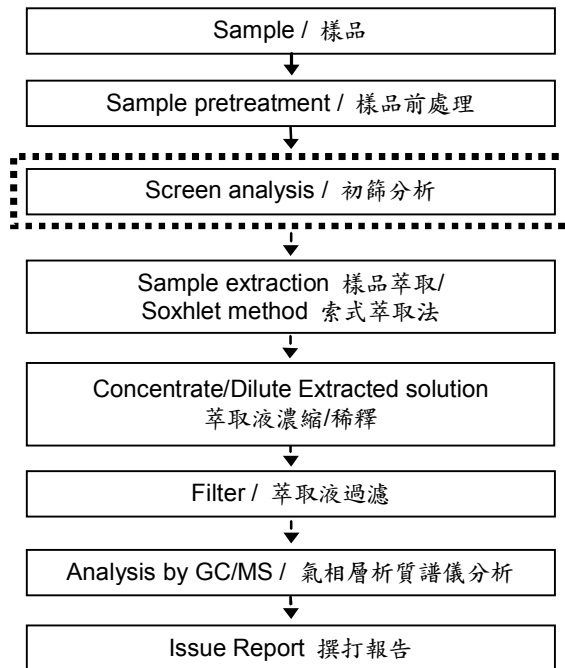 Sample / 樣品
Sample pretreatment / 樣品前處理
Screen analysis / 初篩分析
Sample extraction 樣品萃取/
Soxhlet method 索式萃取法
Concentrate/Dilute Extracted solution
萃取液濃縮/稀釋
Filter / 萃取液過濾
Analysis by GC/MS / 氣相層析質譜儀分析
Issue Report 撰打報告